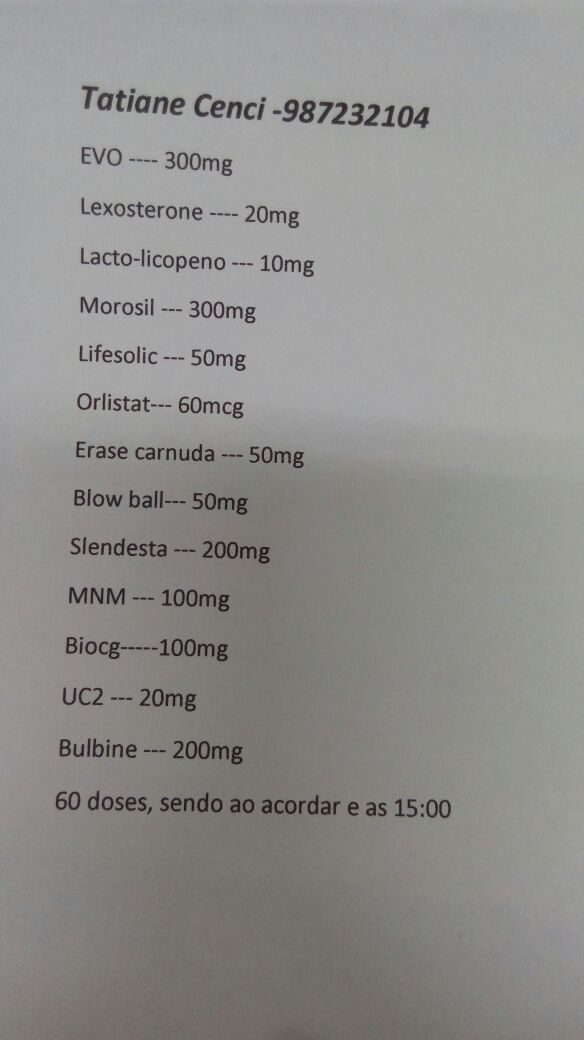 Tatiane Cenci -987232104
EVO ---- 300mg
Lexosterone ---- 20mg
Lacto-licopeno --- 10mg
Morosil --- 300mg
Lifesolic --- 50mg
Orlistat--- 60mcg
Erase carnuda --- 50mg
Blow ball--- 50mg
Slendesta --- 200mg
MNM --- 100mg
Biocg-----100mg
UC2 --- 20mg
Bulbine --- 200mg
60 doses, sendo ao acordar e as 15:00